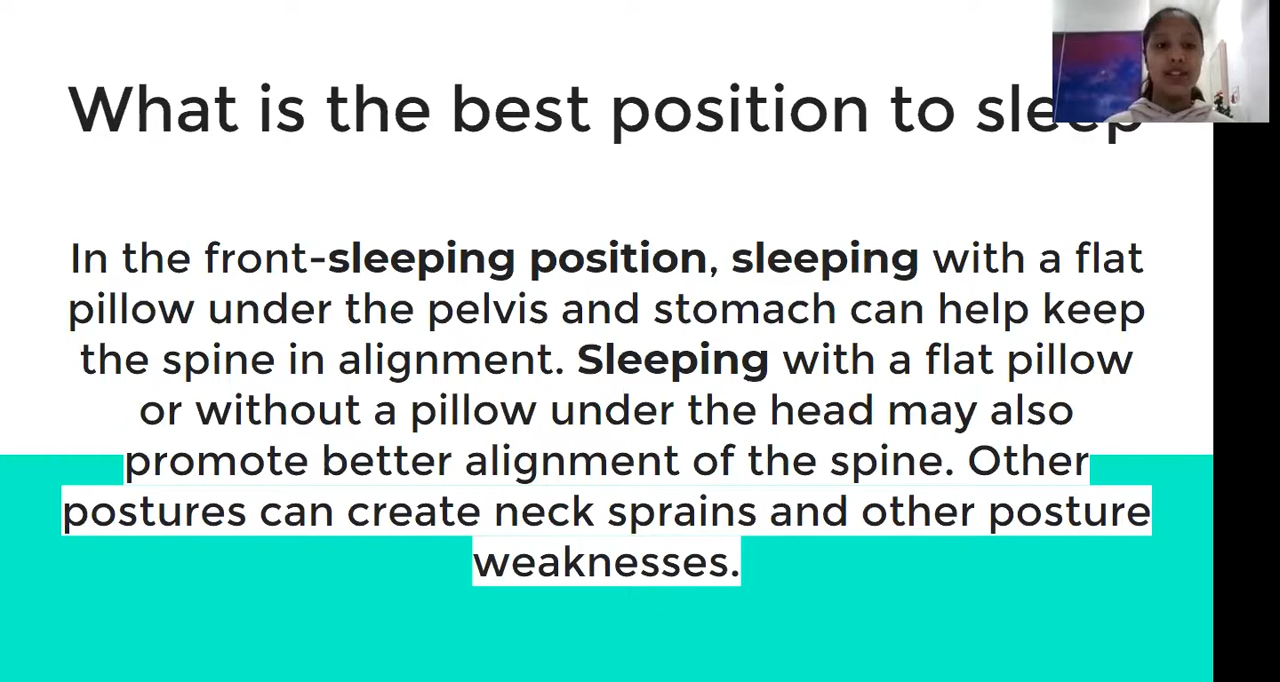 What is the best position to sleep
In the front-sleeping position, sleeping with a flat
pillow under the pelvis and stomach can help keep
the spine in alignment. Sleeping with a flat pillow
or without a pillow under the head may also
promote better alignment of the spine. Other
postures can create neck sprains and other posture
weaknesses.